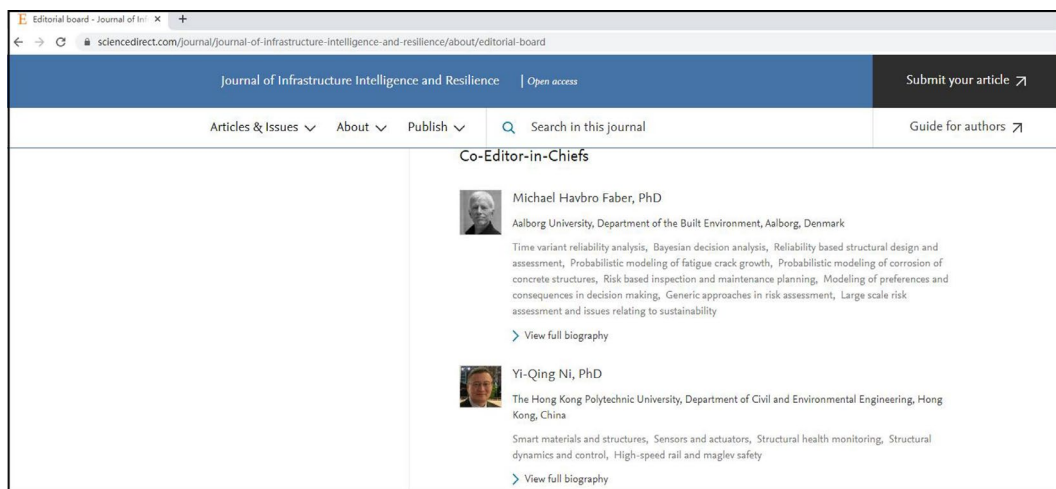 Editorial board - Journal of In
sciencedirect.com/journal/journal-of-infrastructure-intelligence-and-resilience/about/editorial-board
Journal of Infrastructure Intelligence and Resilience | Open access
Submit your article
Articles & Issues About Publish Search in this journal Guide for authors
Co-Editor-in-Chiefs
Michael Havbro Faber, PhD
Aalborg University, Department of the Built Environment, Aalborg, Denmark
Time variant reliability analysis, Bayesian decision analysis, Reliability based structural design and
assessment, Probabilistic modeling of fatigue crack growth, Probabilistic modeling of corrosion of
concrete structures, Risk based inspection and maintenance planning, Modeling of preferences and
consequences in decision making, Generic approaches in risk assessment, Large scale risk
assessment and issues relating to sustainability
View full biography
Yi-Qing Ni, PhD
The Hong Kong Polytechnic University, Department of Civil and Environmental Engineering, Hong
Kong, China
Smart materials and structures, Sensors and actuators, Structural health monitoring, Structural
dynamics and control, High-speed rail and maglev safety
View full biography